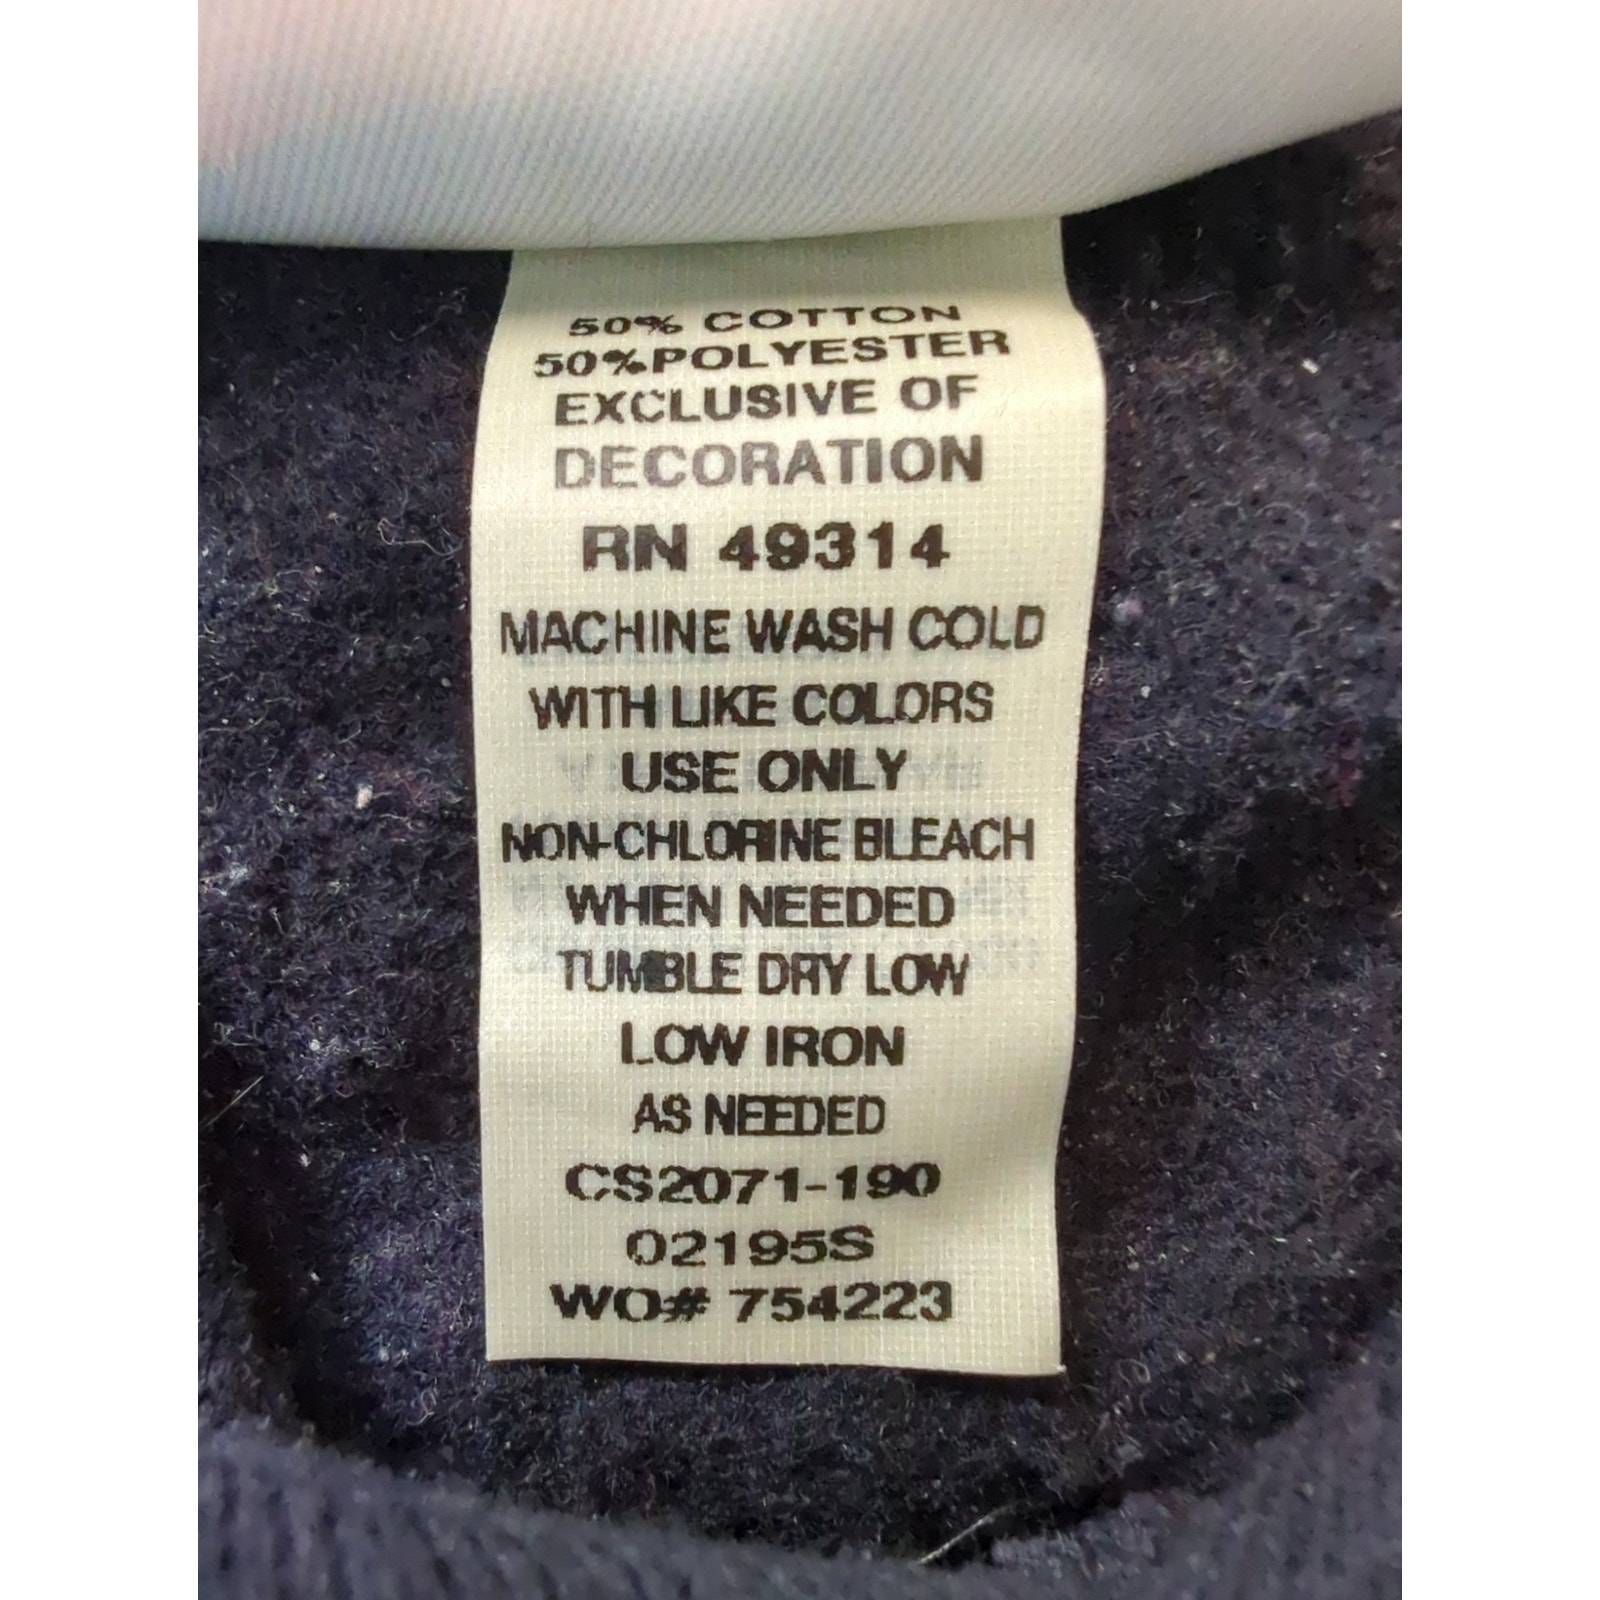 50% COTTON
50% POLYESTER
EXCLUSIVE OF
DECORATION
RN 49314
MACHINE WASH COLD
WITH LIKE COLORS
USE ONLY
NON-CHLORINE BLEACH
WHEN NEEDED
TUMBLE DRY LOW
LOW IRON
AS NEEDED
CS2071-190
02195S
WO# 754223